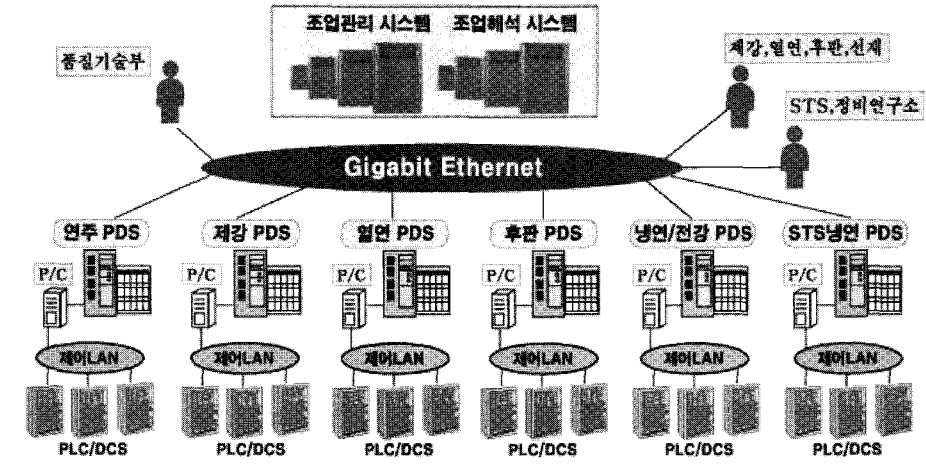 조업관리 시스템 조업해석 시스템
품질기술부
제강,열연,후판,선재
STS,정비연구소
Gigabit Ethernet
연주 PDS 제강 PDS 열연 PDS 후판 PDS 냉연/전강 PDS STS냉연 PDS
P/C P/C P/C P/C P/C P/C
제어LAN 제어LAN 제어LAN 제어LAN 제어LAN 제어LAN
PLC/DCS PLC/DCS PLC/DCS PLC/DCS PLC/DCS PLC/DCS